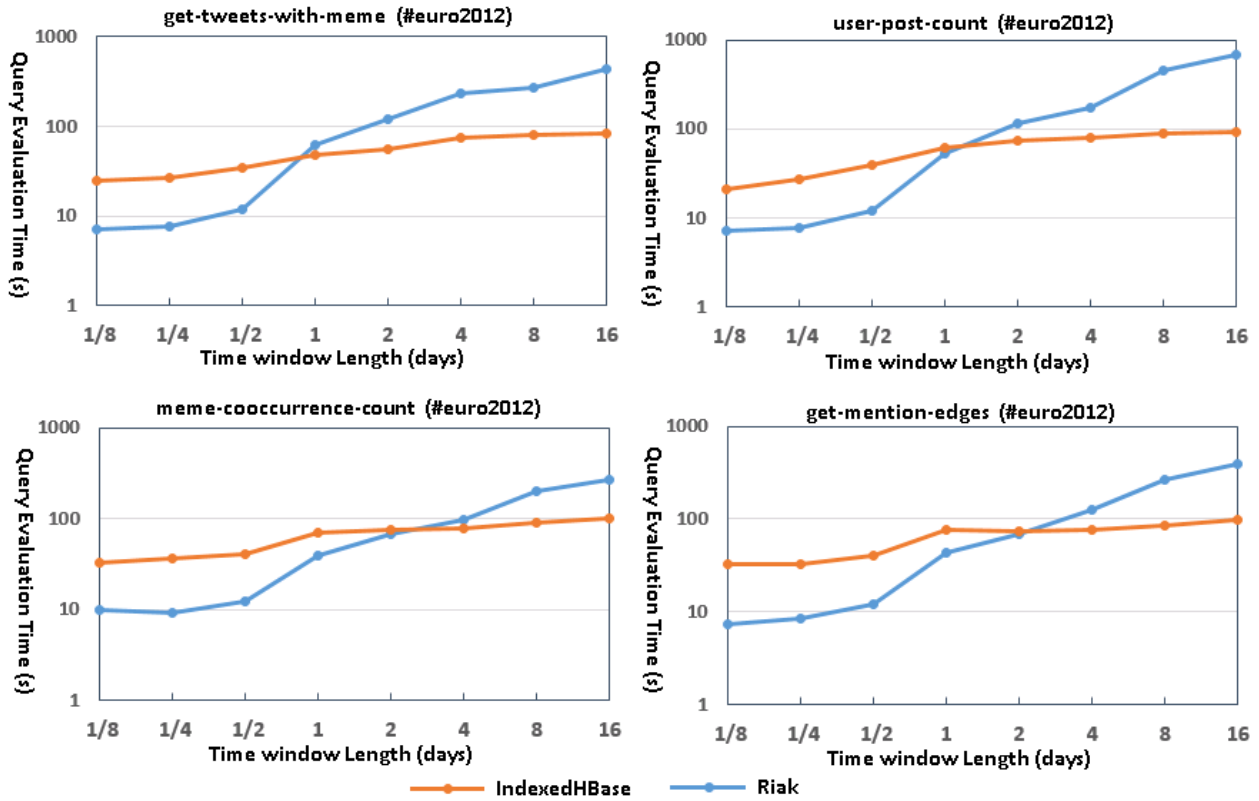 get-tweets-with-meme (#euro2012)
Query Evaluation Time (s)
1000
100
10
1
1/8 1/4 1/2 1 2 4 8 16
Time window Length (days)
user-post-count (#euro2012)
Query Evaluation Time (s)
1000
100
10
1
1/8 1/4 1/2 1 2 4 8 16
Time window Length (days)
meme-cooccurrence-count (#euro2012)
Query Evaluation Time (s)
1000
100
10
1
1/8 1/4 1/2 1 2 4 8 16
Time window Length (days)
get-mention-edges (#euro2012)
Query Evaluation Time (s)
1000
100
10
1
1/8 1/4 1/2 1 2 4 8 16
Time window Length (days)
IndexedHBase Riak